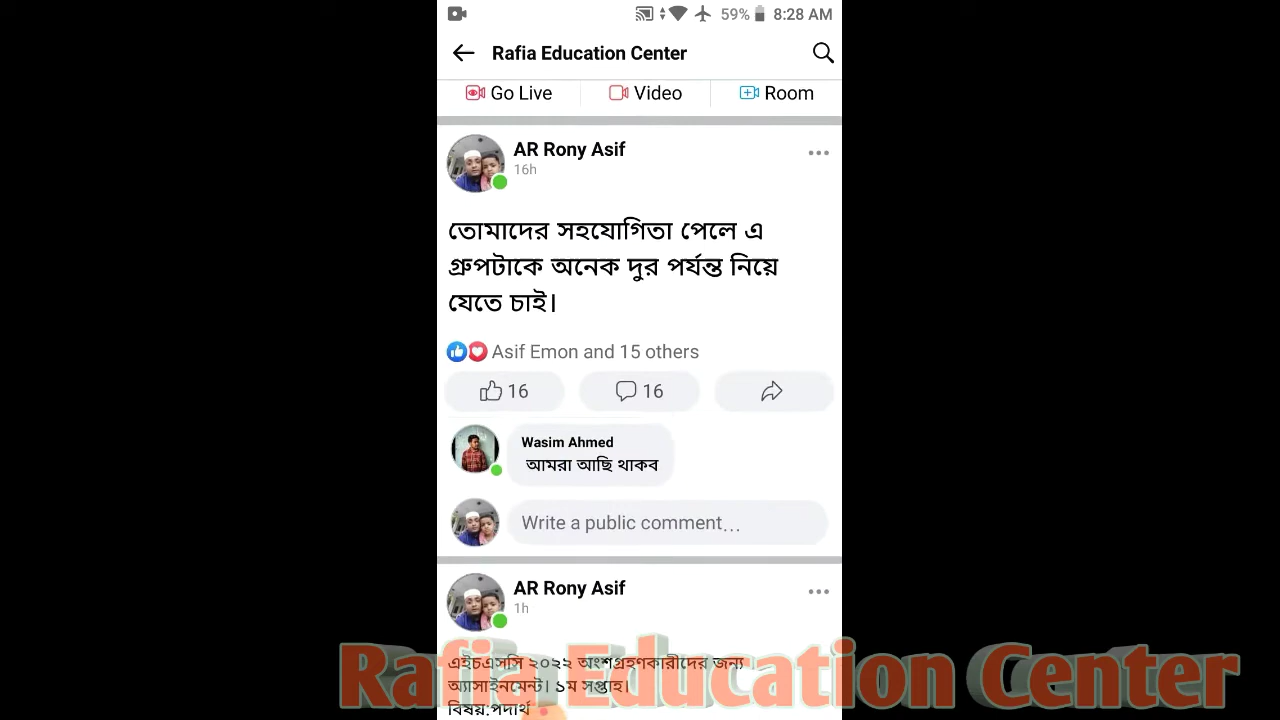 59% 8:28 AM
Rafia Education Center
Go Live Video Room
AR Rony Asif
16h
তোমাদের সহযোগিতা পেলে এ
গ্রুপটাকে অনেক দুর পর্যন্ত নিয়ে
যেতে চাই।
Asif Emon and 15 others
16 16
Wasim Ahmed
আমরা আছি থাকব
Write a public comment...
AR Rony Asif
1h
এইচএসসি ২০২২ অংশগ্রহণকারীদের জন্য
অ্যাসাইনমেন্ট। ১ম সপ্তাহ।
বিষয়:পদার্থ
Rafia Education Center